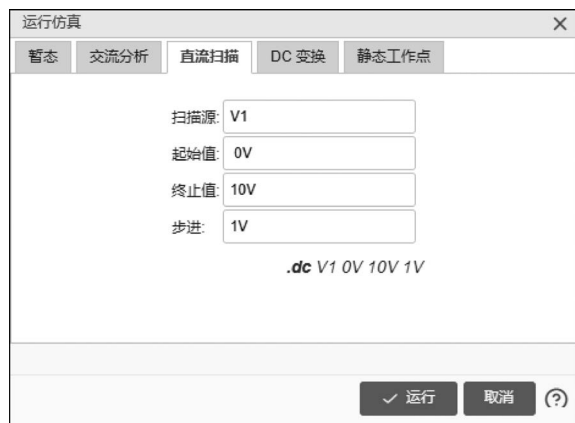 运行仿真
暂态 交流分析 直流扫描 DC 变换 静态工作点
扫描源: V1
起始值: 0V
终止值: 10V
步进: 1V
.dc V1 0V 10V 1V
运行 取消